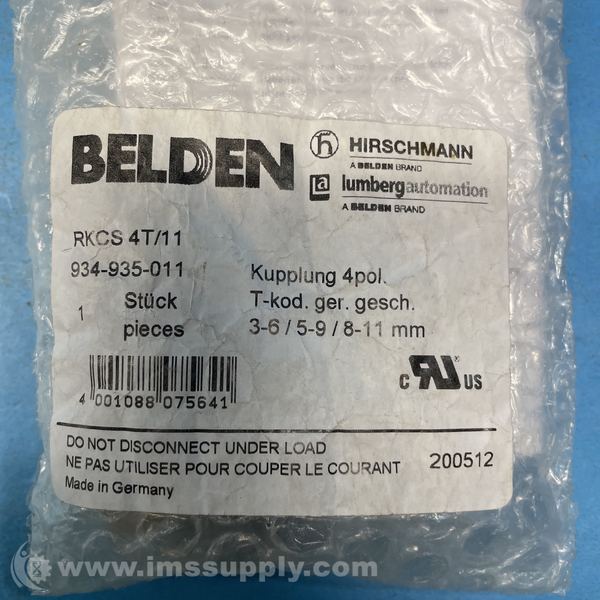 BELDEN
HIRSCHMANN
A BELDEN BRAND
lumbergautomation
A BELDEN BRAND
RKCS 4T/11
934-935-011
1 Stück
pieces
Kupplung 4pol.
T-kod. ger. gesch.
3-6 / 5-9 / 8-11 mm
4 001088 075641
c RU ® US
DO NOT DISCONNECT UNDER LOAD
NE PAS UTILISER POUR COUPER LE COURANT
200512
Made in Germany
www.imssupply.com